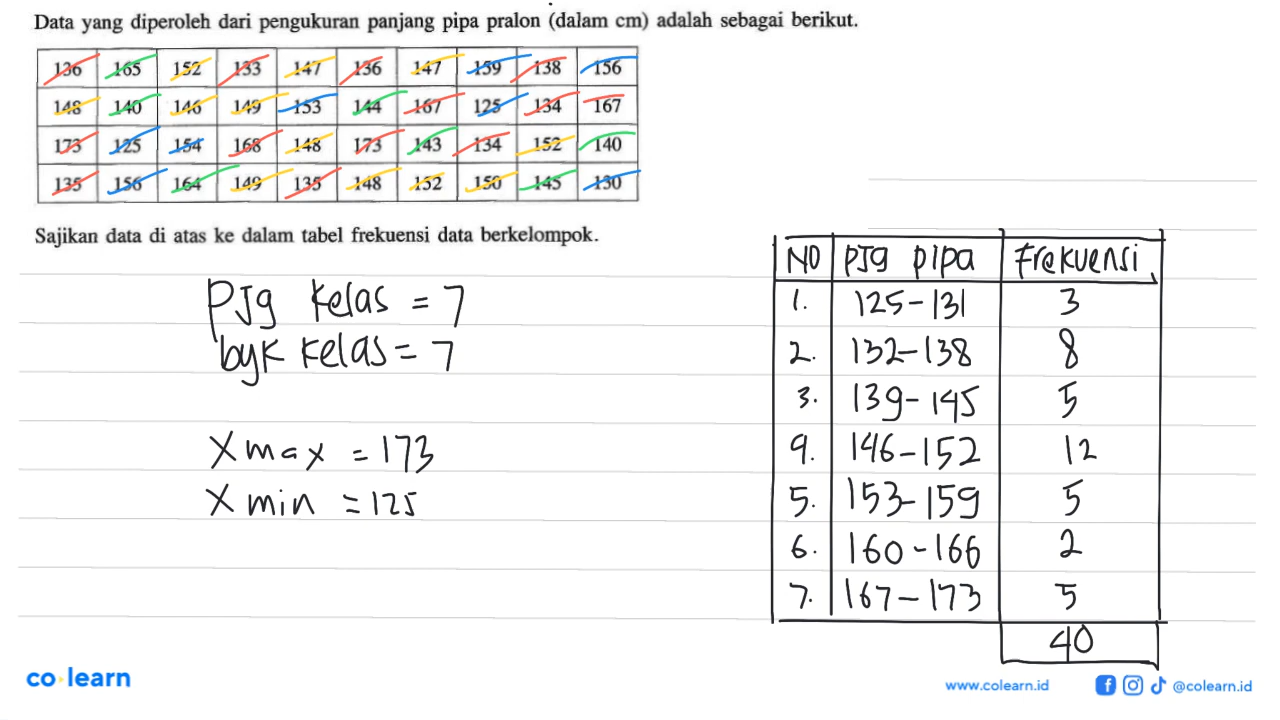 Data yang diperoleh dari pengukuran panjang pipa pralon (dalam cm) adalah sebagai berikut.
136 165 152 133 147 136 147 159 138 156
148 140 146 149 153 144 167 125 134 167
173 125 154 168 148 173 143 134 152 140
135 156 164 149 135 148 152 150 145 130
Sajikan data di atas ke dalam tabel frekuensi data berkelompok.
PJg Kelas = 7
byk kelas = 7
X max = 173
X min = 125
NO PJg pipa Frekuensi
1. 125-131 3
2. 132-138 8
3. 139-145 5
4. 146-152 12
5. 153-159 5
6. 160-166 2
7. 167-173 5
40
co learn
www.colearn.id
@colearn.id